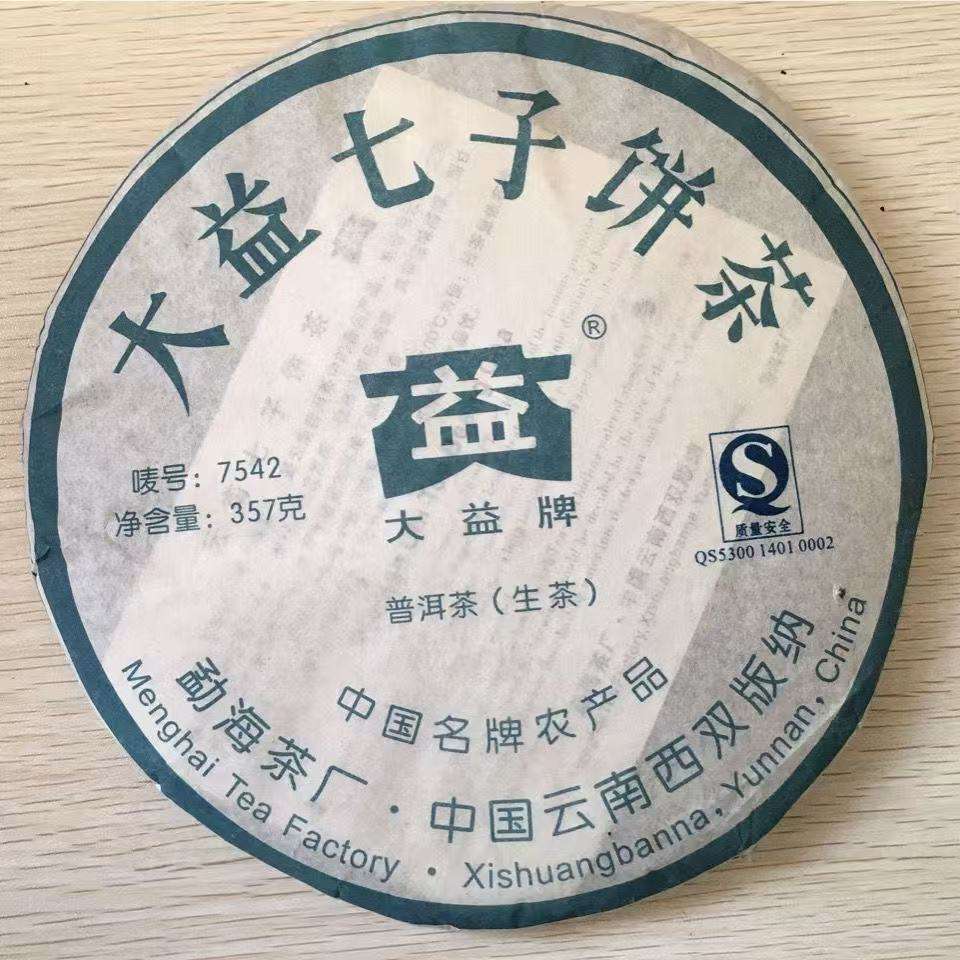 大益七子饼茶
®
益
大益牌
唛号：7542
净含量：357克
S
质量安全
QS5300 1401 0002
普洱茶（生茶）
中国名牌农产品
勐海茶厂·中国云南西双版纳
Menghai Tea Factory · Xishuangbanna, Yunnan, China